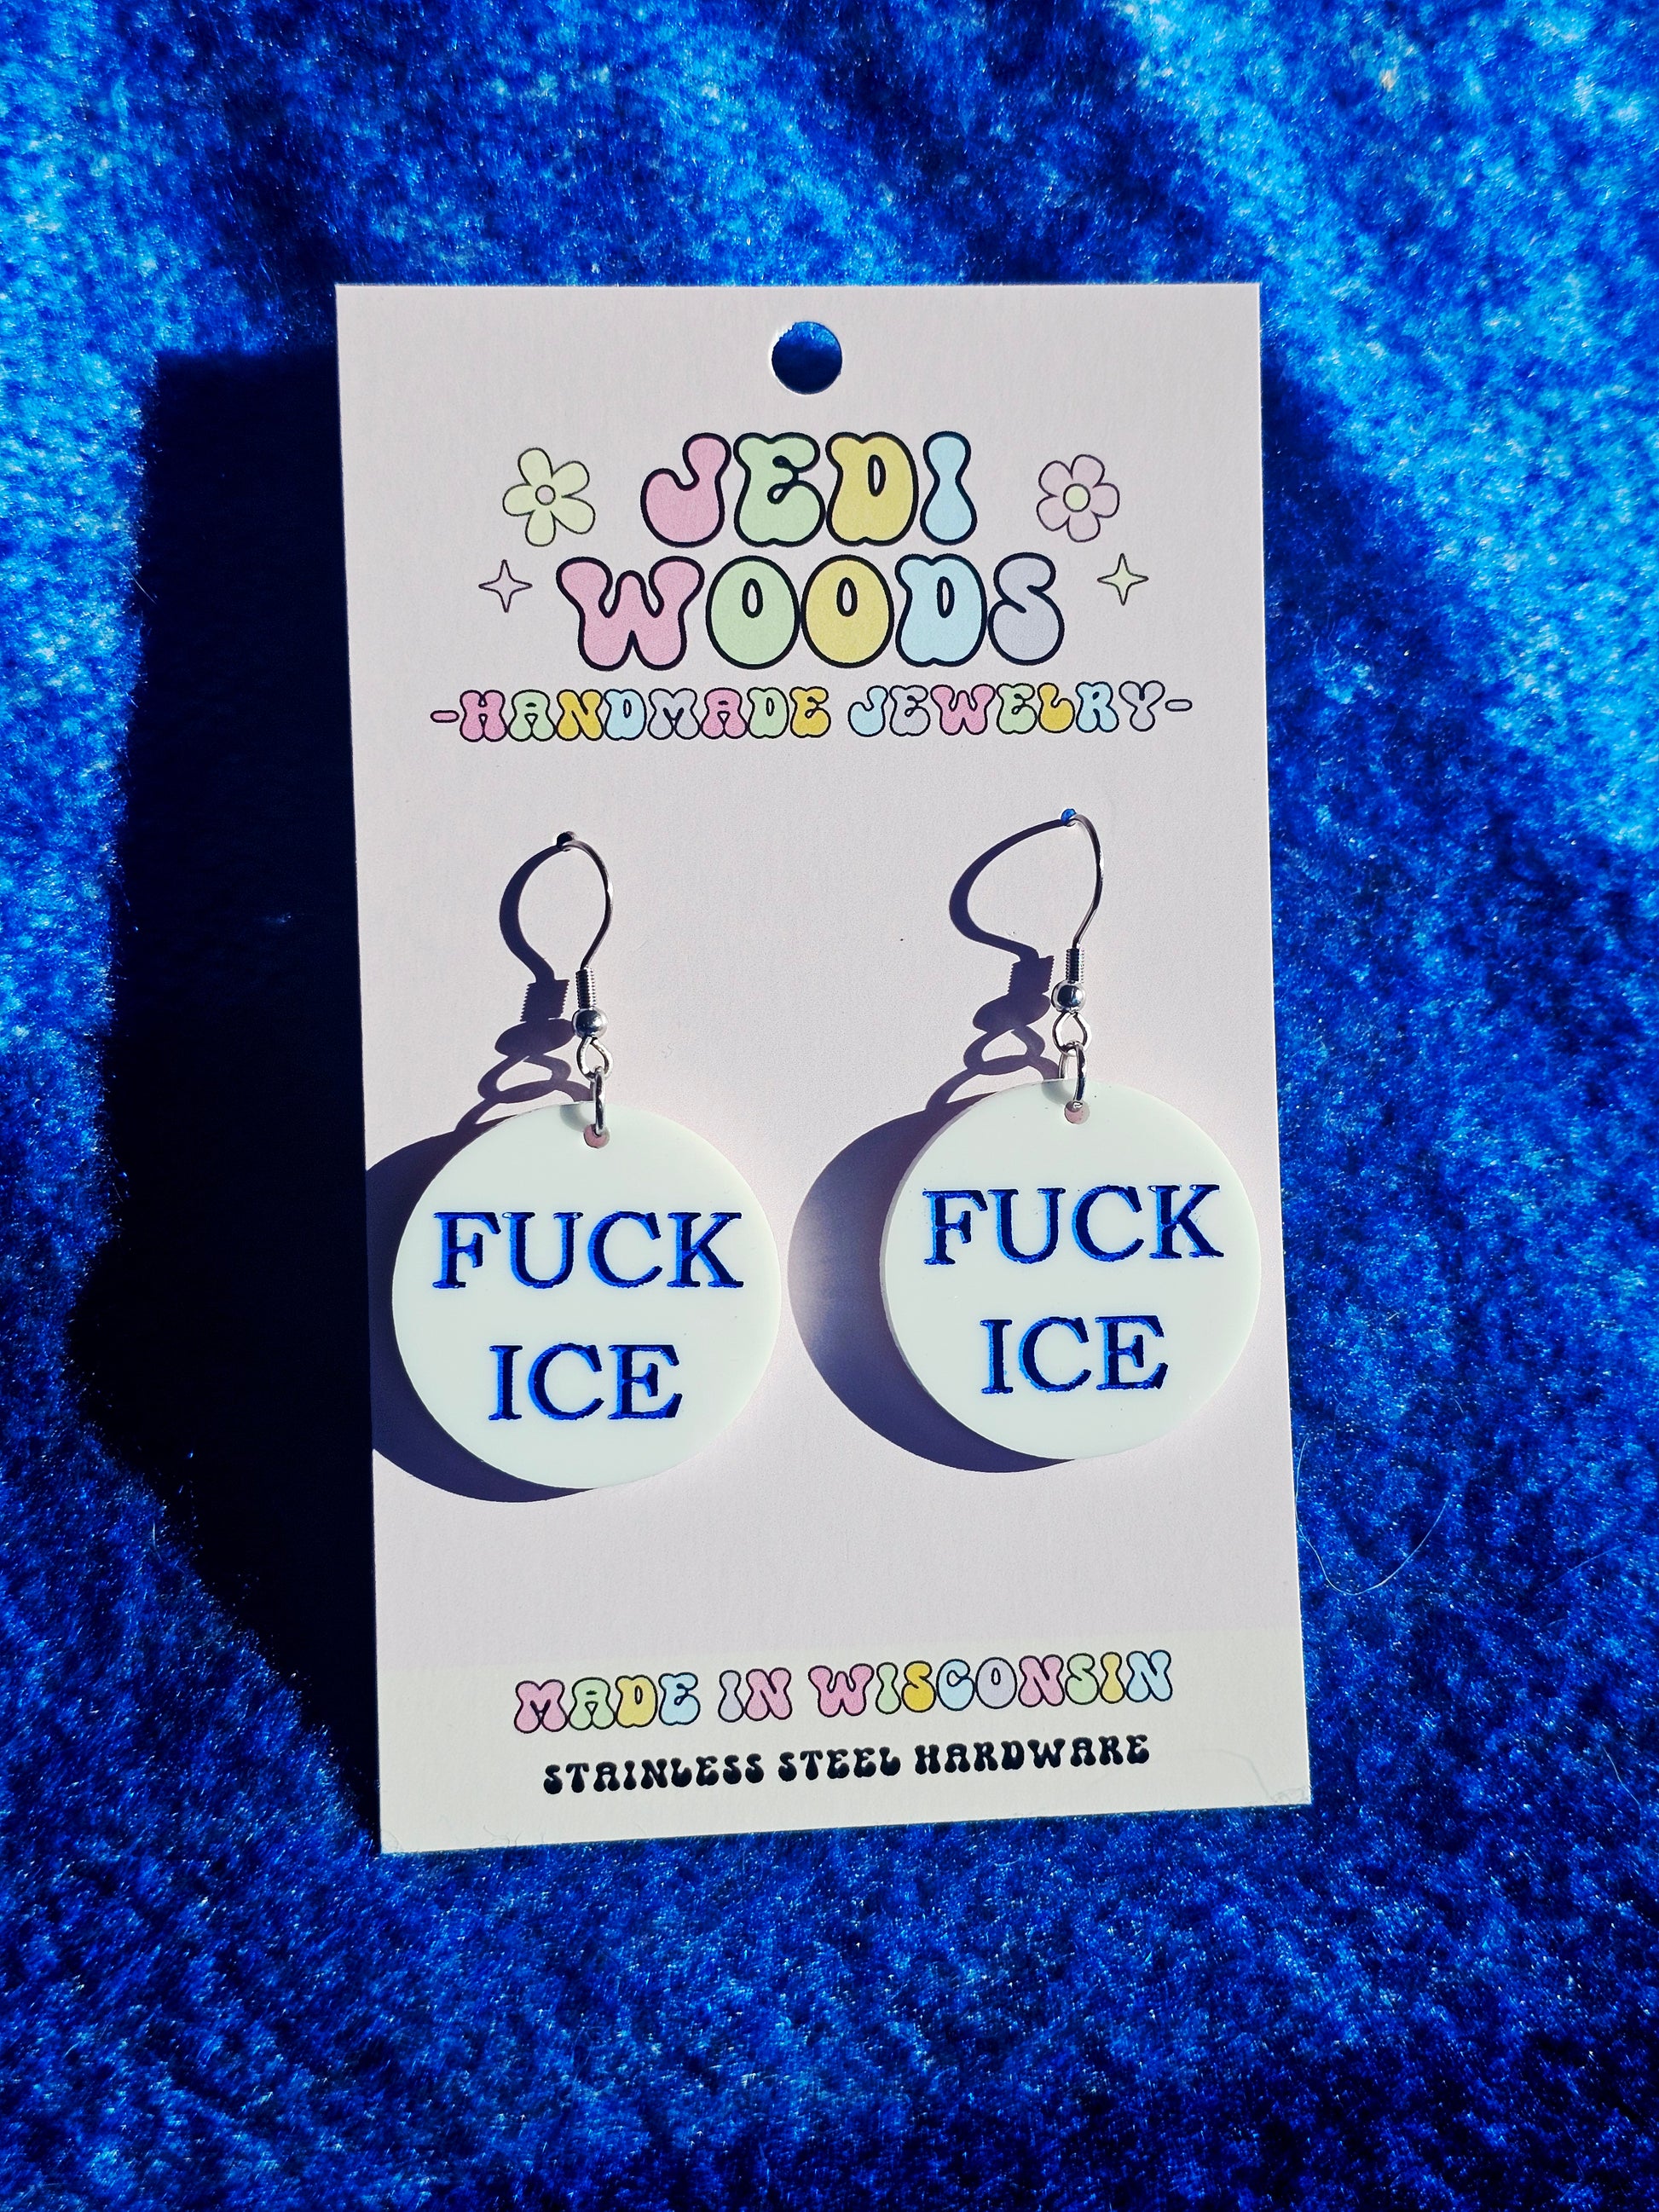 JEDI
WOODS
-HANDMADE JEWELRY-
FUCK
ICE
FUCK
ICE
MADE IN WISCONSIN
STAINLESS STEEL HARDWARE